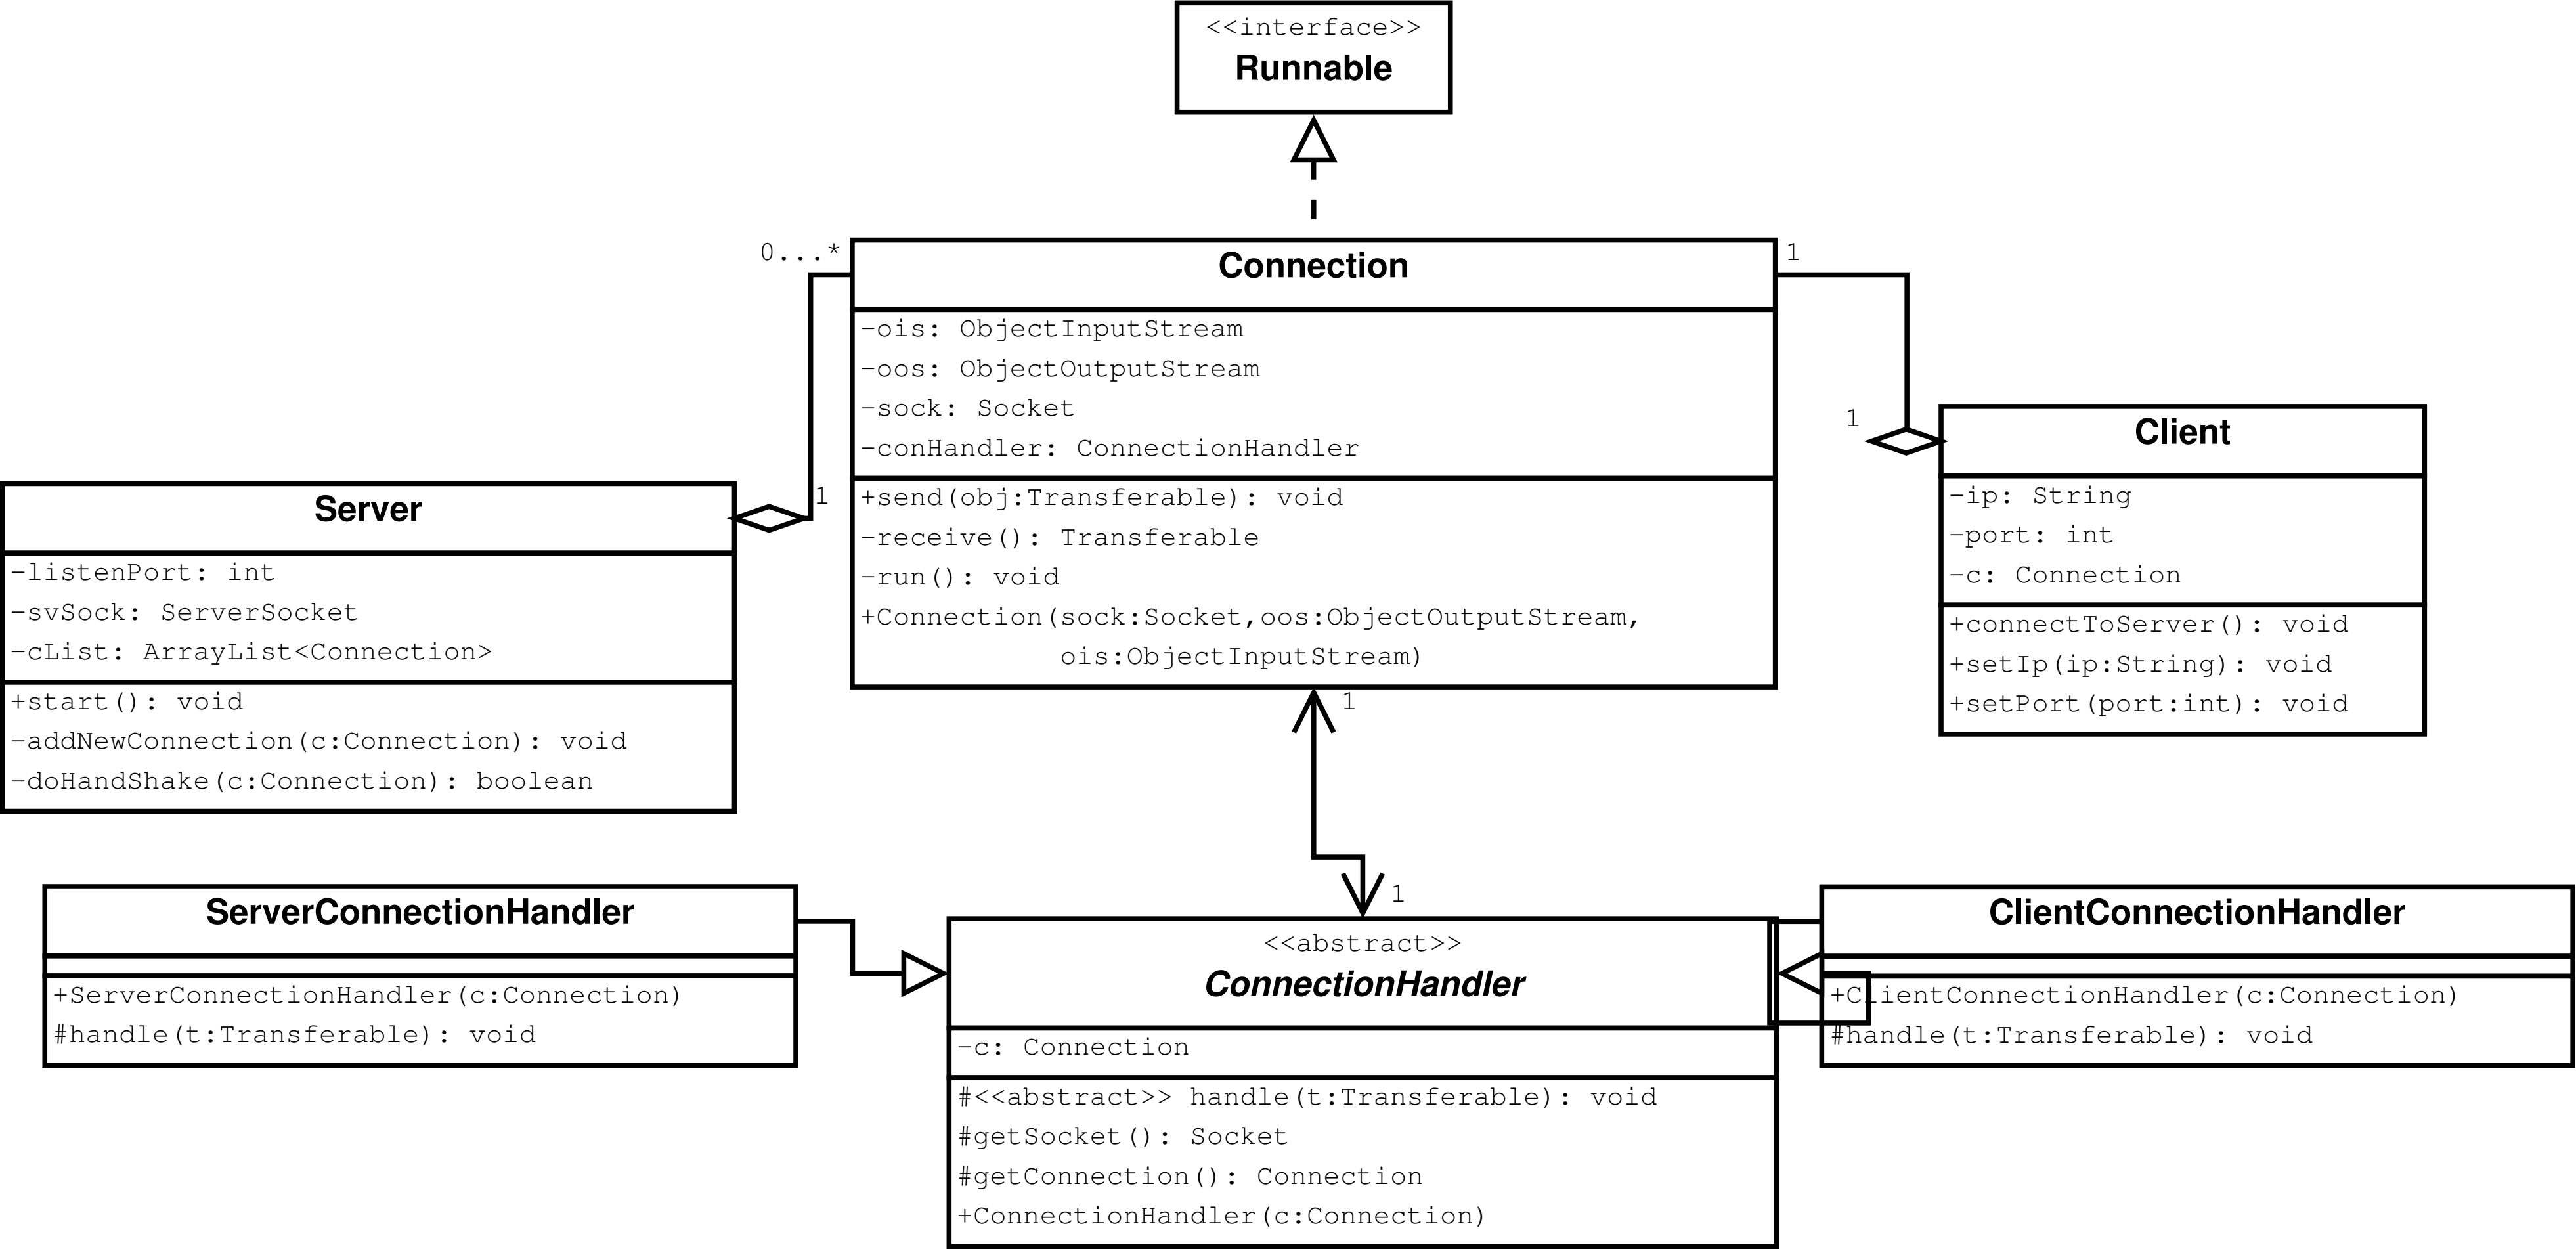 <<interface>>
Runnable
0...*
Connection
1
-ois: ObjectInputStream
-oos: ObjectOutputStream
-sock: Socket
-conHandler: ConnectionHandler
+send(obj:Transferable): void
-receive(): Transferable
-run(): void
+Connection(sock:Socket,oos:ObjectOutputStream,
ois:ObjectInputStream)
1
1
Server
-listenPort: int
-svSock: ServerSocket
-cList: ArrayList<Connection>
+start(): void
-addNewConnection(c:Connection): void
-doHandShake(c:Connection): boolean
1
Client
-ip: String
-port: int
-c: Connection
+connectToServer(): void
+setIp(ip:String): void
+setPort(port:int): void
1
ServerConnectionHandler
+ServerConnectionHandler(c:Connection)
#handle(t:Transferable): void
<<abstract>>
ConnectionHandler
-c: Connection
#<<abstract>> handle(t:Transferable): void
#getSocket(): Socket
#getConnection(): Connection
+ConnectionHandler(c:Connection)
ClientConnectionHandler
+ClientConnectionHandler(c:Connection)
#handle(t:Transferable): void